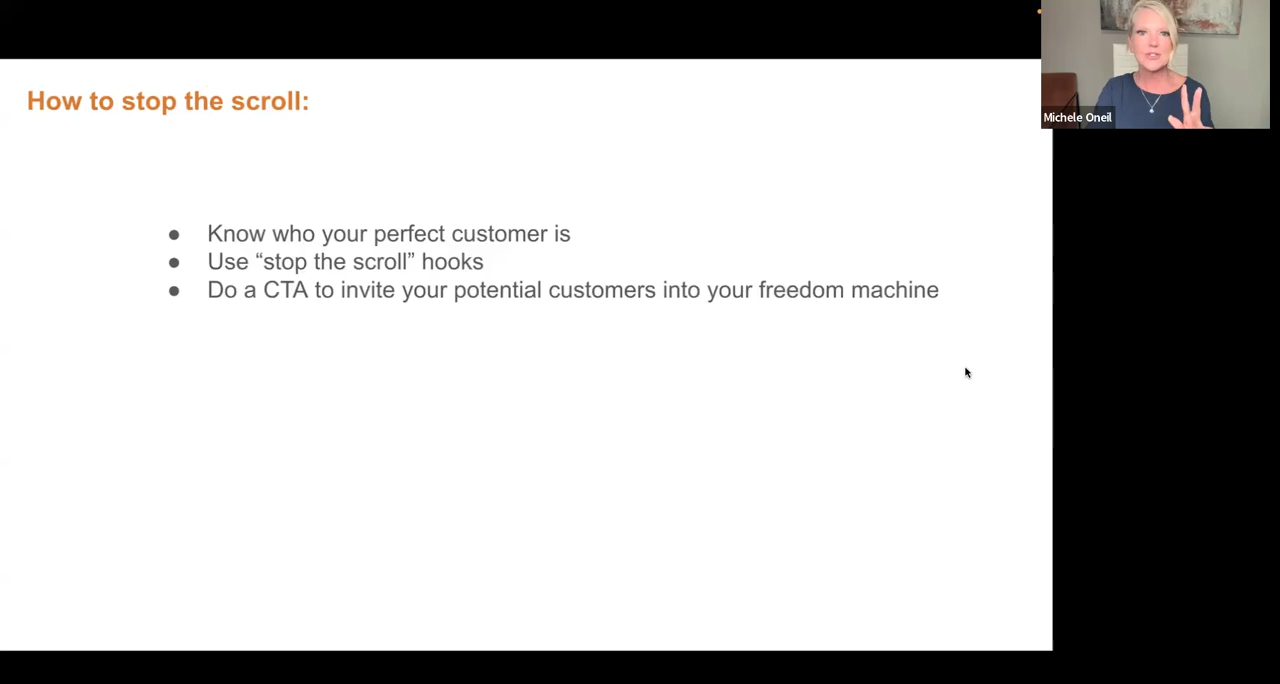 How to stop the scroll:
Michele Oneil
● Know who your perfect customer is
● Use “stop the scroll” hooks
● Do a CTA to invite your potential customers into your freedom machine